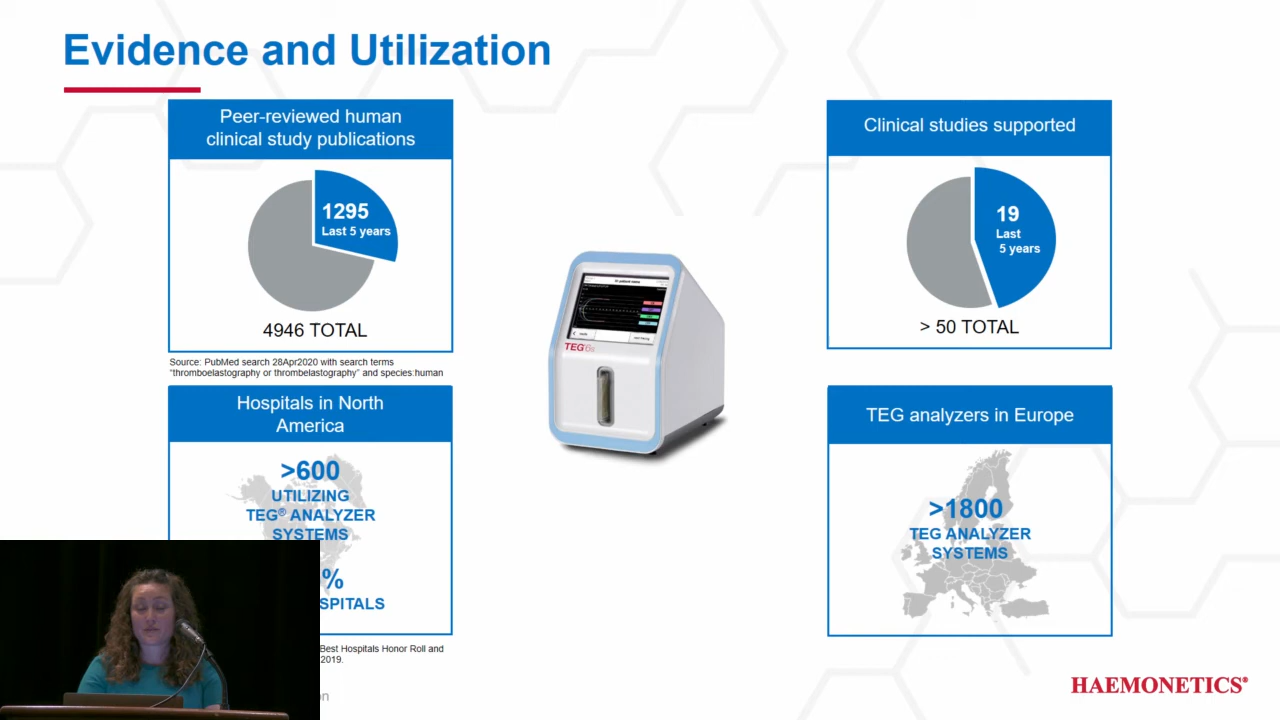 Evidence and Utilization
Peer-reviewed human
clinical study publications
1295
Last 5 years
4946 TOTAL
Source: PubMed search 28Apr2020 with search terms
“thromboelastography or thrombelastography” and species:human
Clinical studies supported
19
Last
5 years
> 50 TOTAL
TEG 6s
Hospitals in North
America
>600
UTILIZING
TEG® ANALYZER
SYSTEMS
%
SPITALS
Best Hospitals Honor Roll and
2019.
on
TEG analyzers in Europe
>1800
TEG ANALYZER
SYSTEMS
HAEMONETICS®